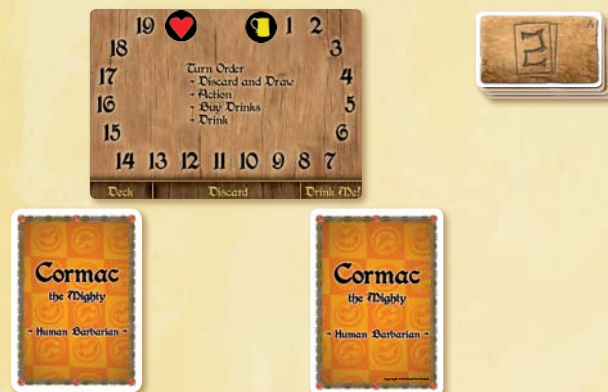 19 1 2
18 3
17 4
16 5
15 6
14 13 12 11 10 9 8 7
Turn Order
- Discard and Draw
- Action
- Buy Drinks
- Drink
Deck Discard Drink Me!
Cormac
the Mighty
- Human Barbarian -
Cormac
the Mighty
- Human Barbarian -